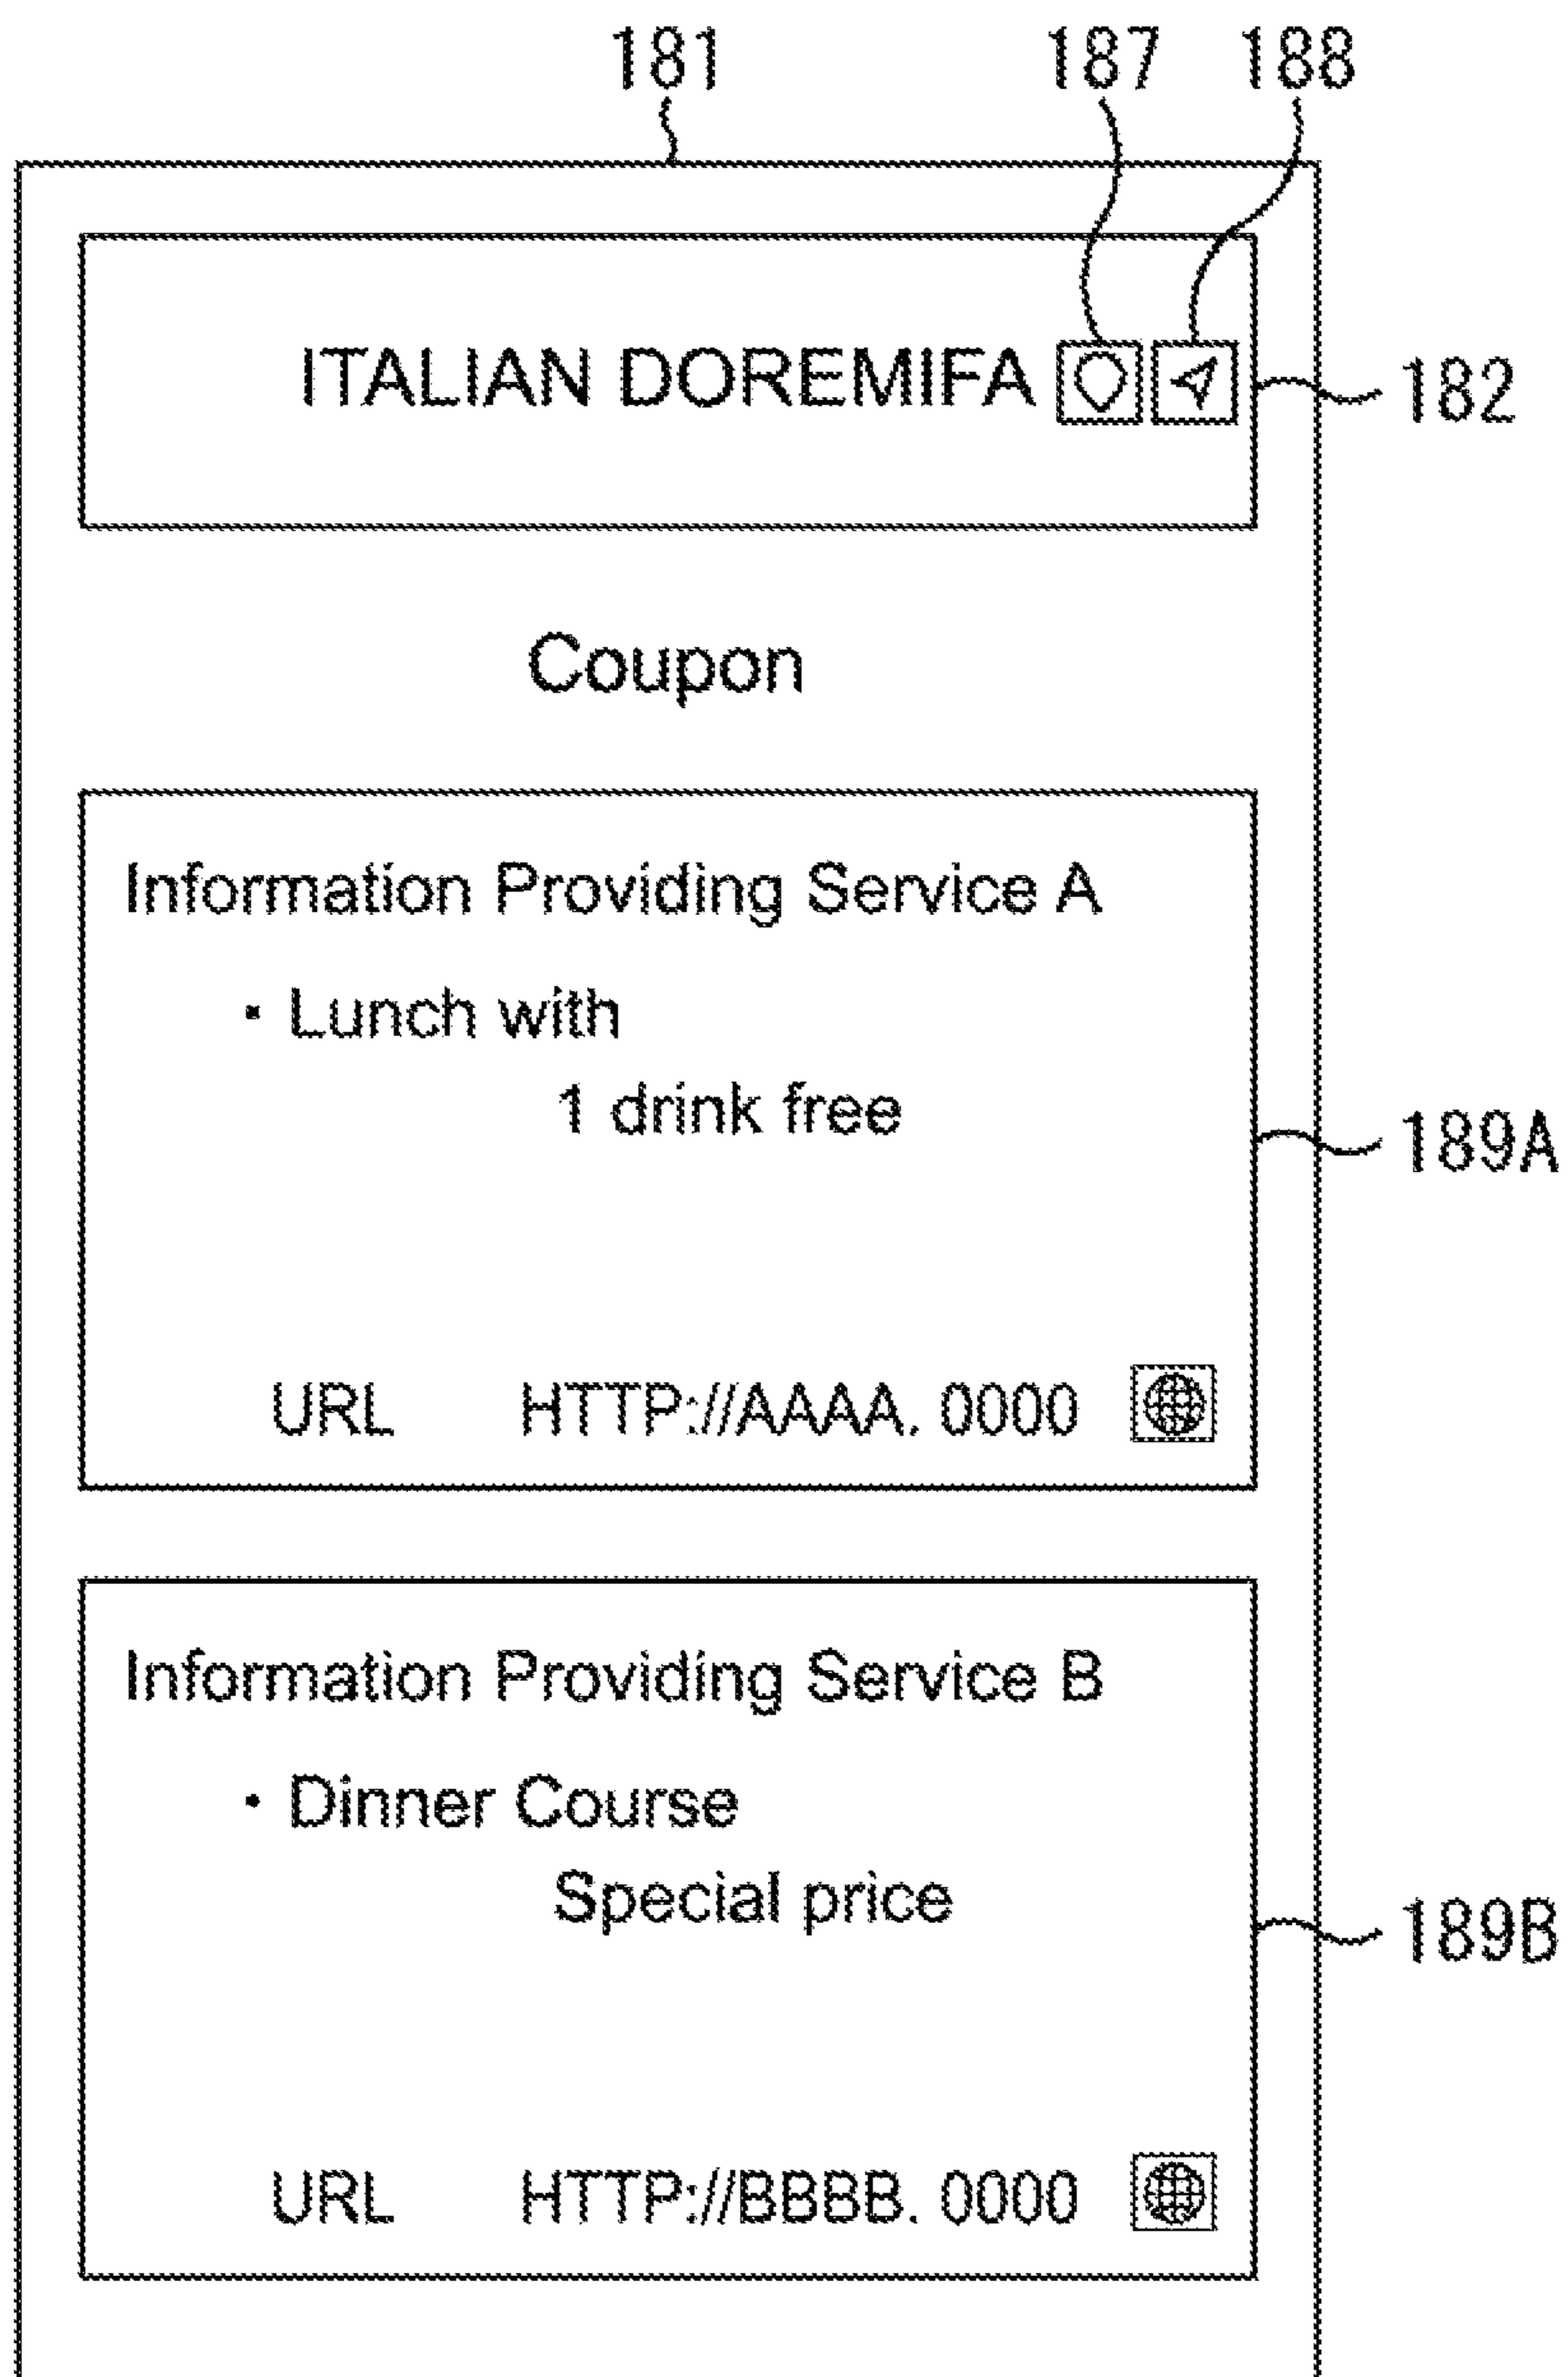 181 187 188
ITALIAN DOREMIFA
182
Coupon
Information Providing Service A
・Lunch with
1 drink free
189A
URL HTTP://AAAA. 0000
Information Providing Service B
・Dinner Course
Special price
189B
URL HTTP://BBBB. 0000